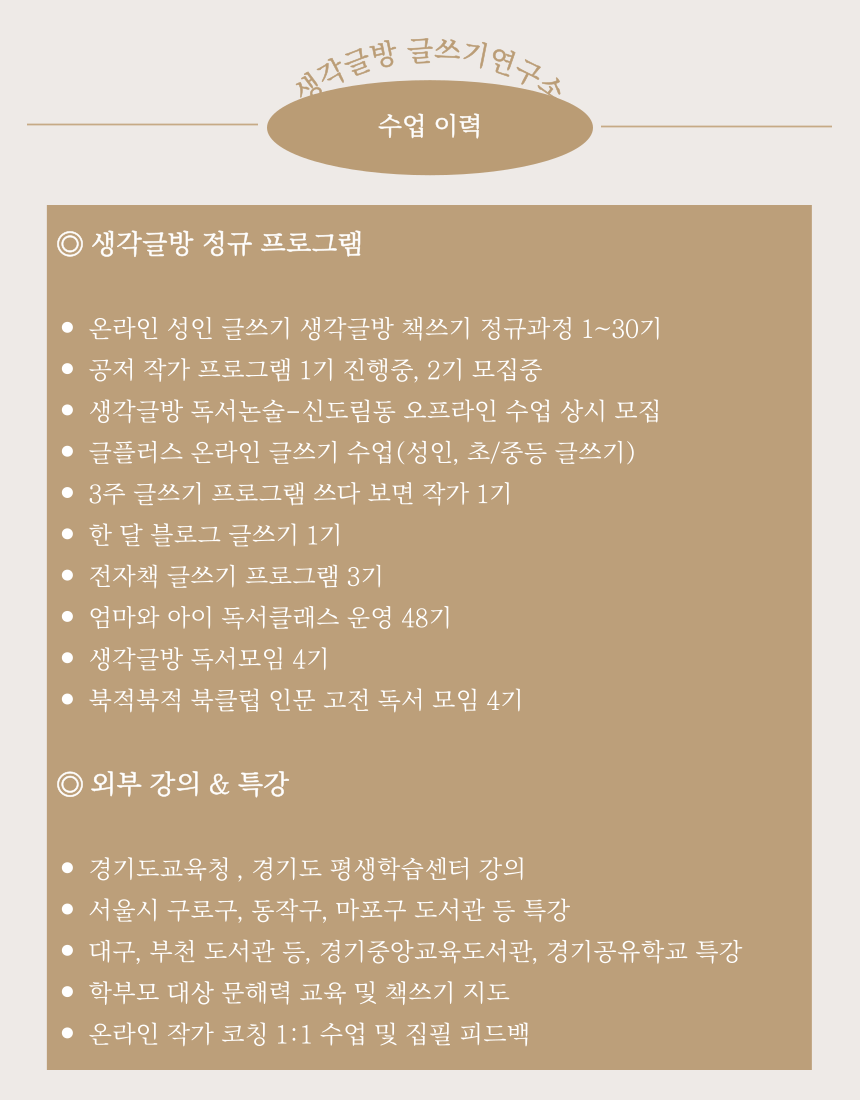 생각글방 글쓰기연구소
수업 이력
◎ 생각글방 정규 프로그램
● 온라인 성인 글쓰기 생각글방 책쓰기 정규과정 1~30기
● 공저 작가 프로그램 1기 진행중, 2기 모집중
● 생각글방 독서논술-신도림동 오프라인 수업 상시 모집
● 글플러스 온라인 글쓰기 수업(성인, 초/중등 글쓰기)
● 3주 글쓰기 프로그램 쓰다 보면 작가 1기
● 한 달 블로그 글쓰기 1기
● 전자책 글쓰기 프로그램 3기
● 엄마와 아이 독서클래스 운영 48기
● 생각글방 독서모임 4기
● 북적북적 북클럽 인문 고전 독서 모임 4기
◎ 외부 강의 & 특강
● 경기도교육청 , 경기도 평생학습센터 강의
● 서울시 구로구, 동작구, 마포구 도서관 등 특강
● 대구, 부천 도서관 등, 경기중앙교육도서관, 경기공유학교 특강
● 학부모 대상 문해력 교육 및 책쓰기 지도
● 온라인 작가 코칭 1:1 수업 및 집필 피드백